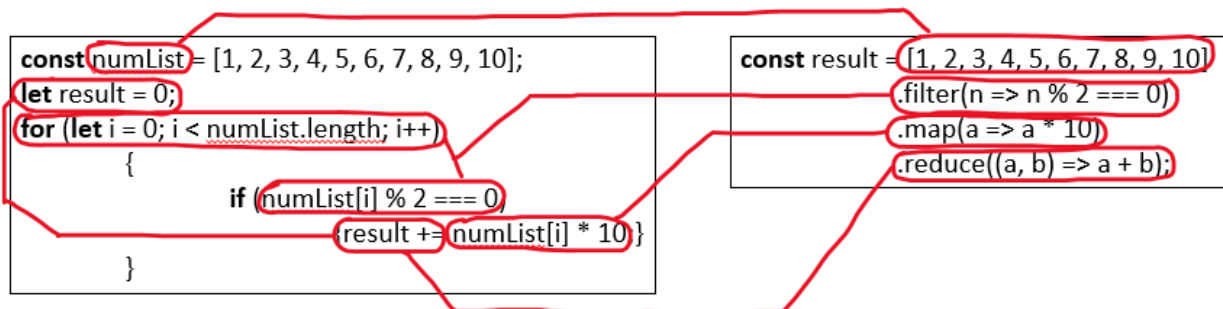 const numList = [1, 2, 3, 4, 5, 6, 7, 8, 9, 10];
let result = 0;
for (let i = 0; i < numList.length; i++)
{
if (numList[i] % 2 === 0)
{result += numList[i] * 10;}
}
const result = [1, 2, 3, 4, 5, 6, 7, 8, 9, 10]
.filter(n => n % 2 === 0)
.map(a => a * 10)
.reduce((a, b) => a + b);